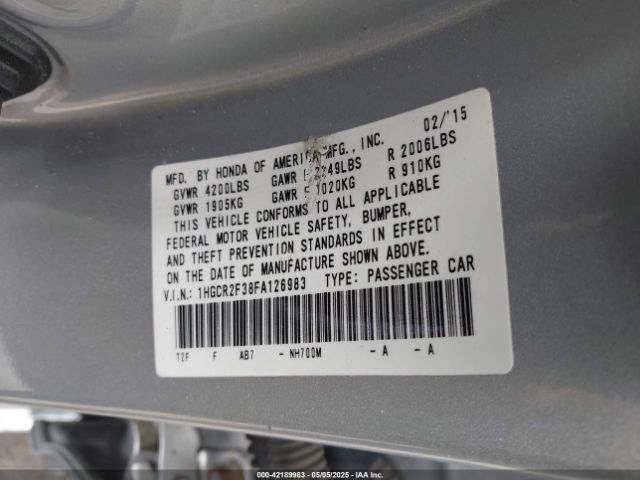 02/'15
MFD. BY HONDA OF AMERICA MFG., INC.
GVWR 4200LBS GAWR F 2249LBS R 2006LBS
GVWR 1905KG GAWR F 1020KG R 910KG
THIS VEHICLE CONFORMS TO ALL APPLICABLE
FEDERAL MOTOR VEHICLE SAFETY, BUMPER,
AND THEFT PREVENTION STANDARDS IN EFFECT
ON THE DATE OF MANUFACTURE SHOWN ABOVE.
V.I.N.: 1HGCR2F38FA126983 TYPE: PASSENGER CAR
T2F F AB7 - NH700M - A - A
000-42189983 - 05/05/2025 - IAA Inc.